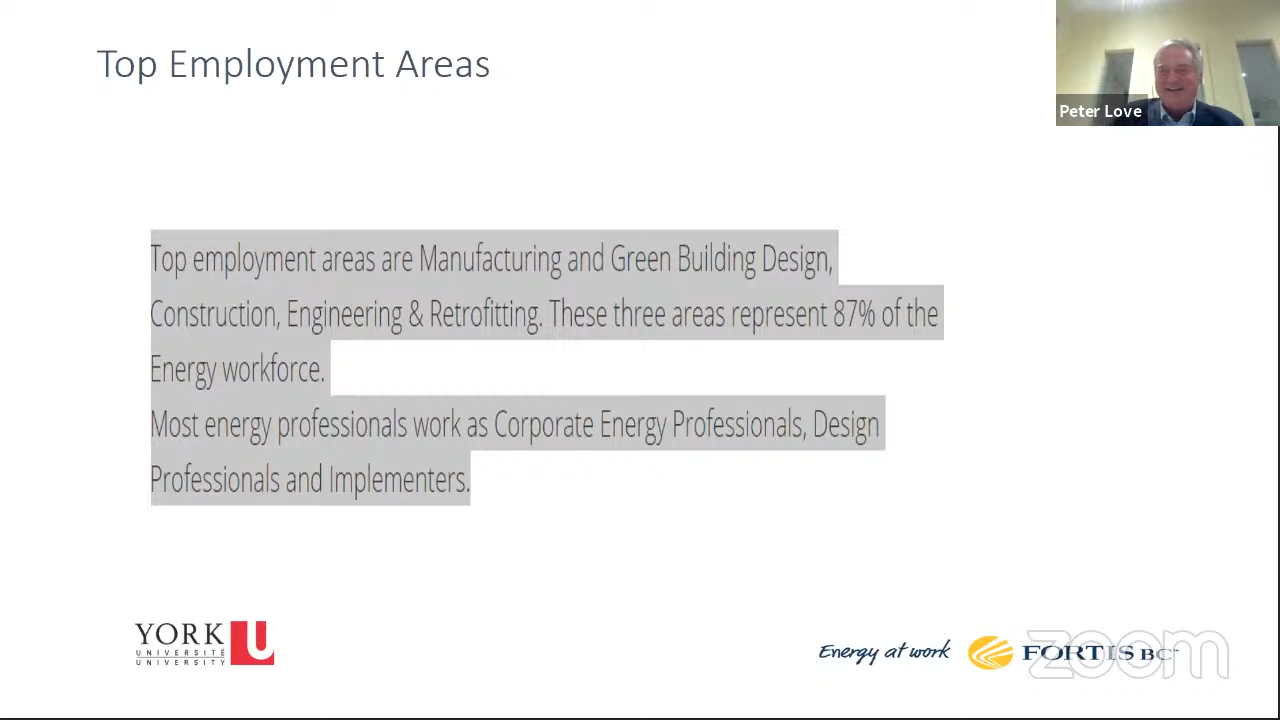 Top Employment Areas
Peter Love
Top employment areas are Manufacturing and Green Building Design,
Construction, Engineering & Retrofitting. These three areas represent 87% of the
Energy workforce.
Most energy professionals work as Corporate Energy Professionals, Design
Professionals and Implementers.
YORK U
UNIVERSITÉ
UNIVERSITY
Energy at work
FORTIS BC
zoom